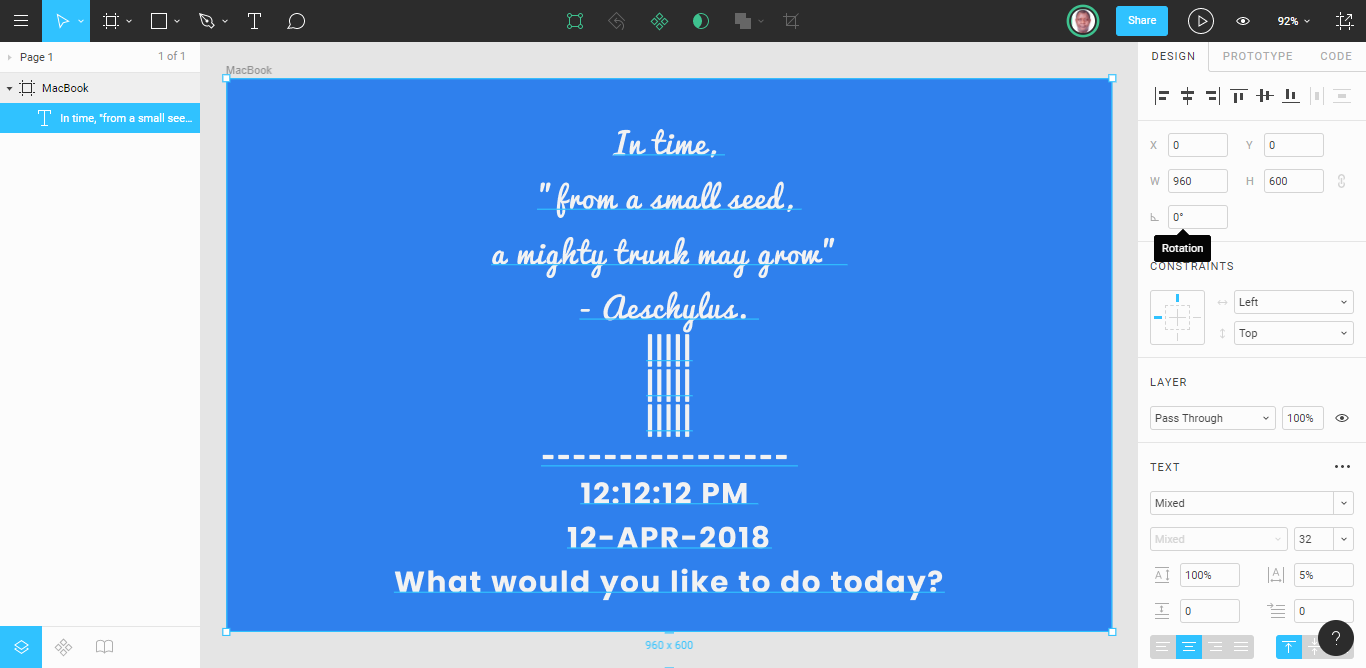 Share
92%
Page 1
1 of 1
MacBook
In time, "from a small see...
MacBook
In time,
"from a small seed,
a mighty trunk may grow"
- Aeschylus.
|||||
|||||
|||||
----------------
12:12:12 PM
12-APR-2018
What would you like to do today?
960 x 600
DESIGN PROTOTYPE CODE
X 0 Y 0
W 960 H 600
0°
Rotation
CONSTRAINTS
Left
Top
LAYER
Pass Through 100%
TEXT
Mixed
Mixed 32
100% 5%
0 0
?